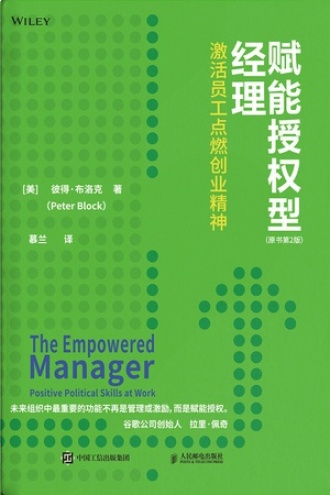 WILEY
赋能授权型
经理
(原书第2版)
激活员工点燃创业精神
[美] 彼得·布洛克 著
(Peter Block)
慕兰 译
The Empowered
Manager
Positive Political Skills at Work
未来组织中最重要的功能不再是管理或激励,而是赋能授权。
谷歌公司创始人 拉里·佩奇
中国工信出版集团
人民邮电出版社
POSTS & TELECOM PRESS